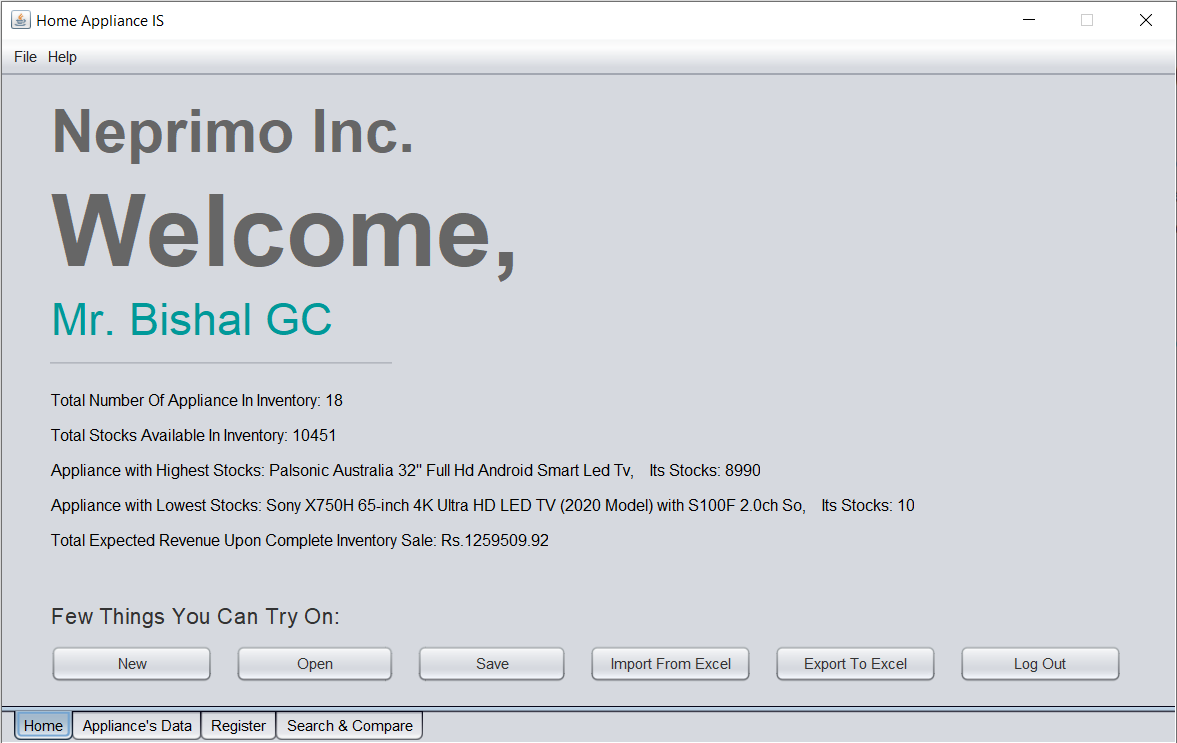 Home Appliance IS
File Help
Neprimo Inc.
Welcome,
Mr. Bishal GC
Total Number Of Appliance In Inventory: 18
Total Stocks Available In Inventory: 10451
Appliance with Highest Stocks: Palsonic Australia 32" Full Hd Android Smart Led Tv, Its Stocks: 8990
Appliance with Lowest Stocks: Sony X750H 65-inch 4K Ultra HD LED TV (2020 Model) with S100F 2.0ch So, Its Stocks: 10
Total Expected Revenue Upon Complete Inventory Sale: Rs.1259509.92
Few Things You Can Try On:
New Open Save Import From Excel Export To Excel Log Out
Home Appliance's Data Register Search & Compare